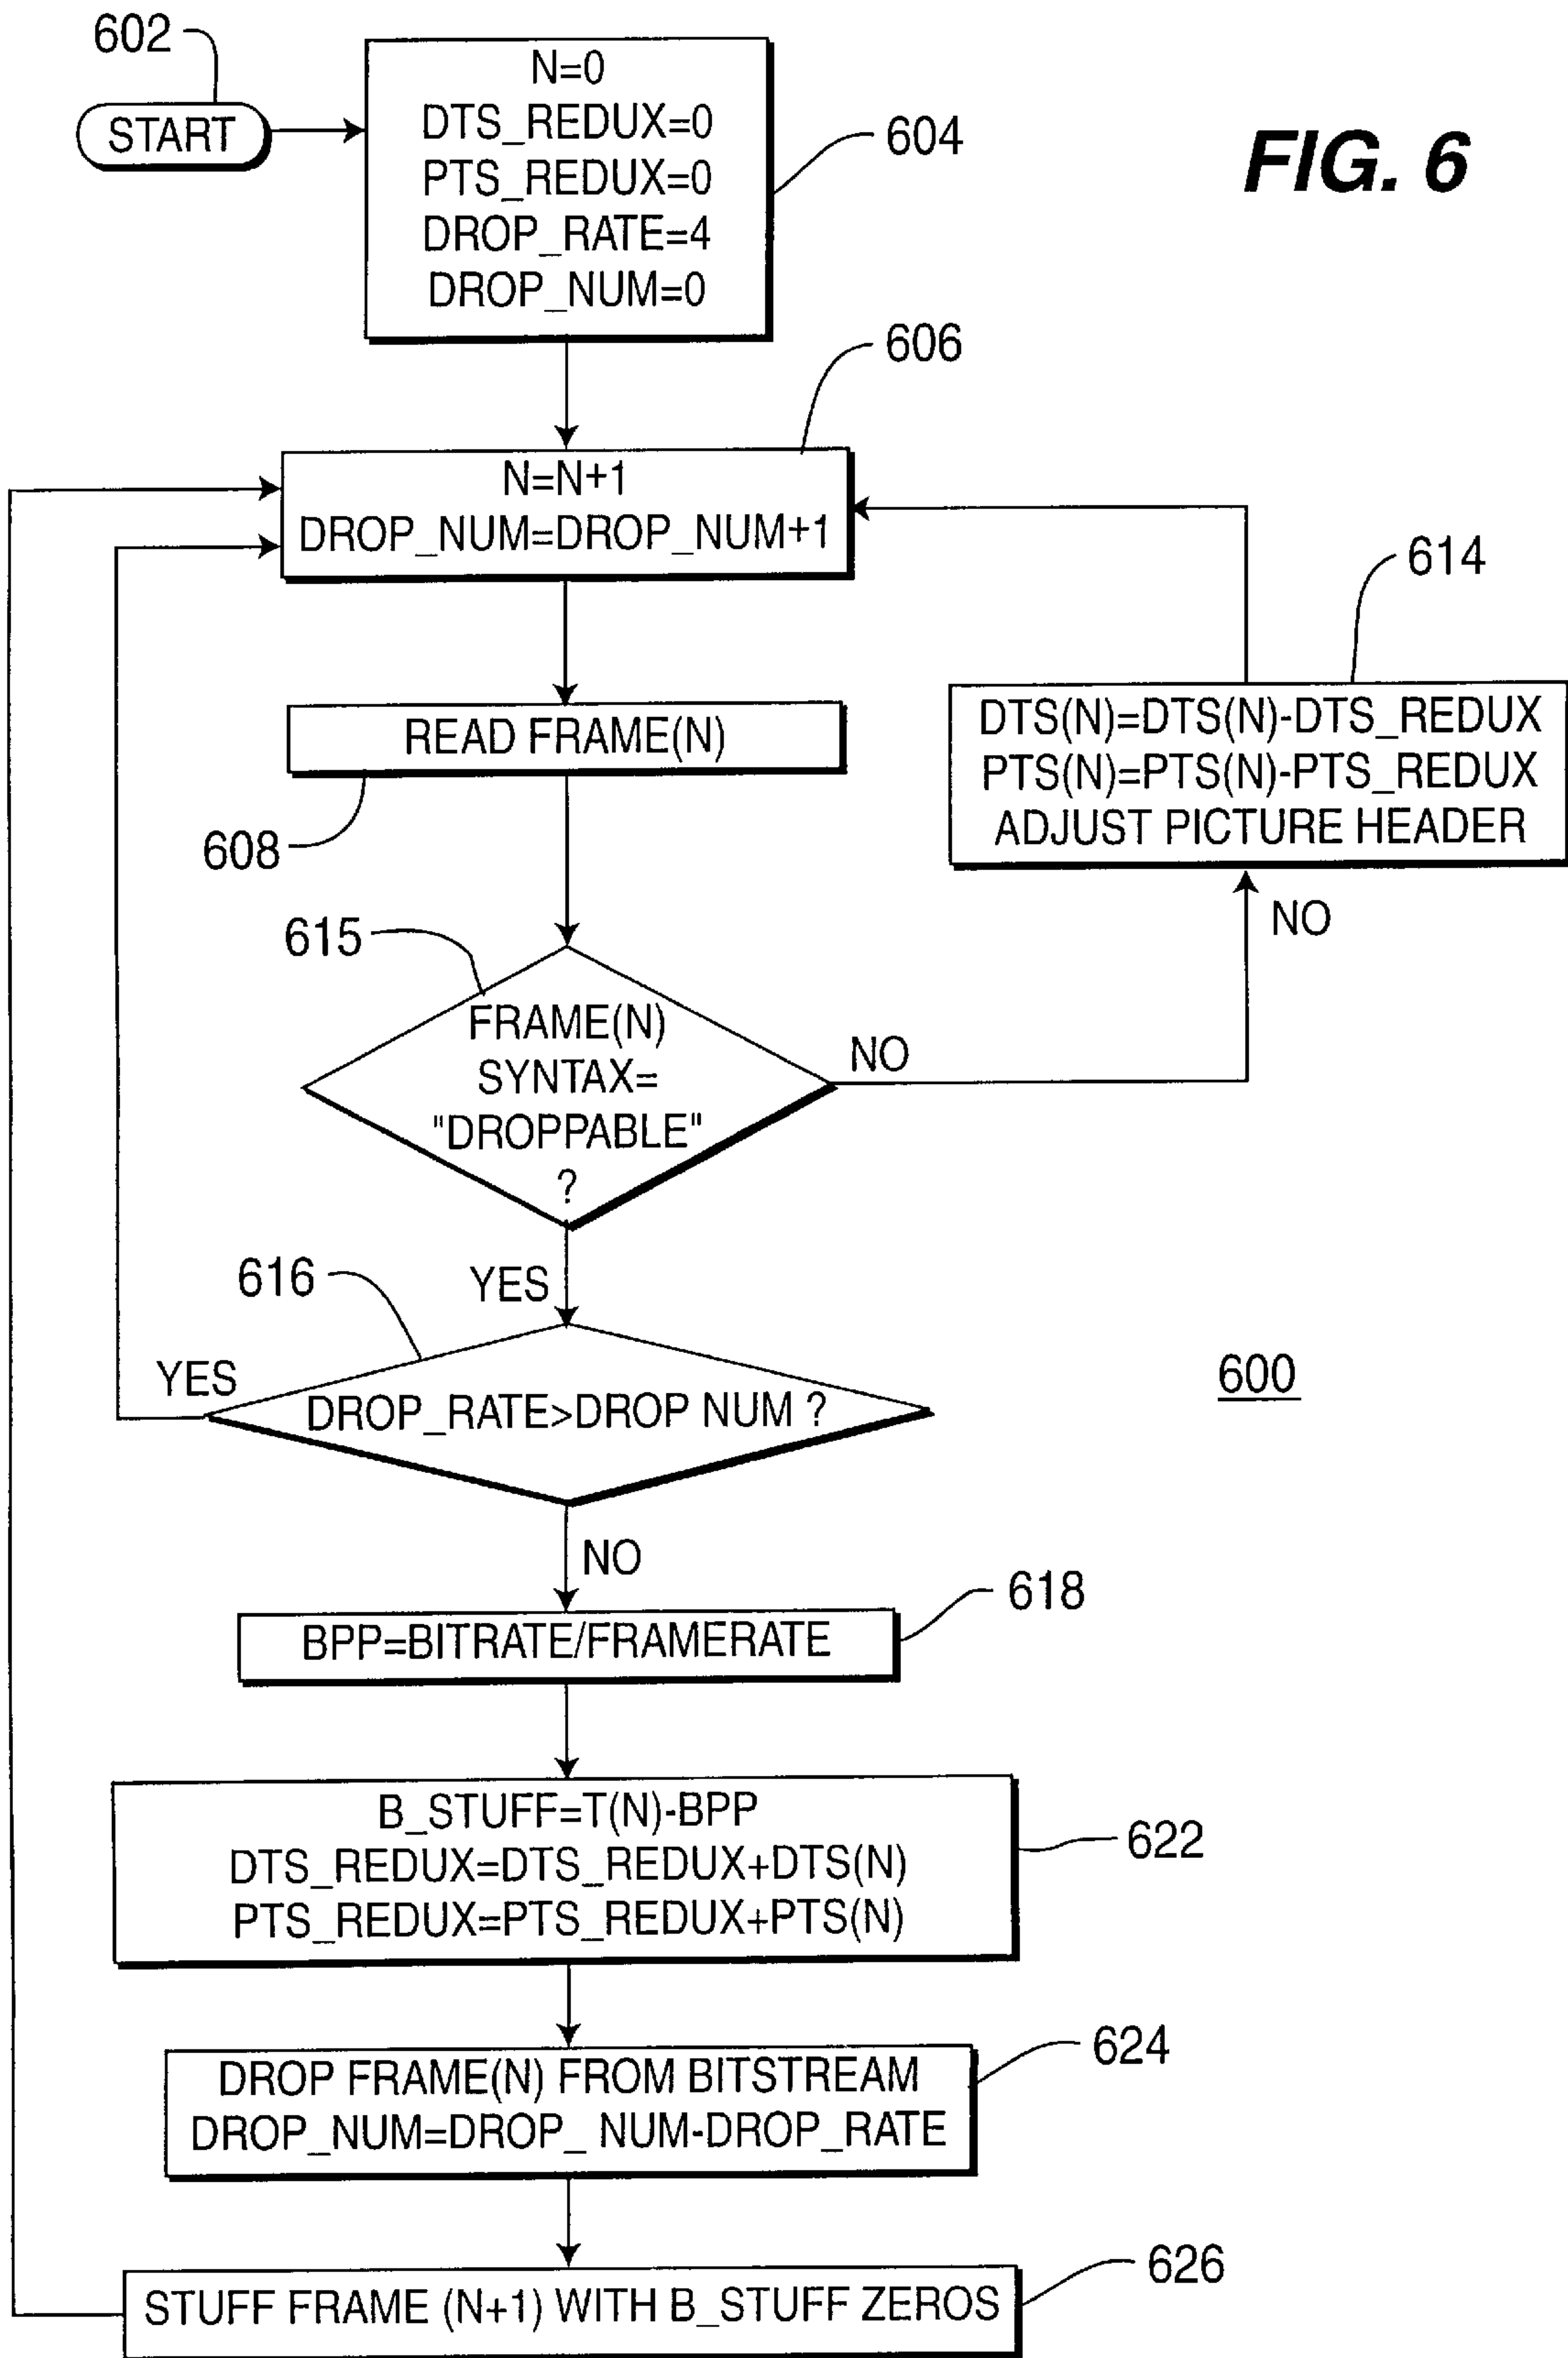 602
START
N=0
DTS_REDUX=0
PTS_REDUX=0
DROP_RATE=4
DROP_NUM=0
604
FIG. 6
606
N=N+1
DROP_NUM=DROP_NUM+1
614
DTS(N)=DTS(N)-DTS_REDUX
PTS(N)=PTS(N)-PTS_REDUX
ADJUST PICTURE HEADER
READ FRAME(N)
608
NO
615
FRAME(N)
SYNTAX=
"DROPPABLE"
?
NO
YES
616
YES
DROP_RATE>DROP NUM ?
600
NO
618
BPP=BITRATE/FRAMERATE
B_STUFF=T(N)-BPP
DTS_REDUX=DTS_REDUX+DTS(N)
PTS_REDUX=PTS_REDUX+PTS(N)
622
DROP FRAME(N) FROM BITSTREAM
DROP_NUM=DROP_ NUM-DROP_RATE
624
STUFF FRAME (N+1) WITH B_STUFF ZEROS
626